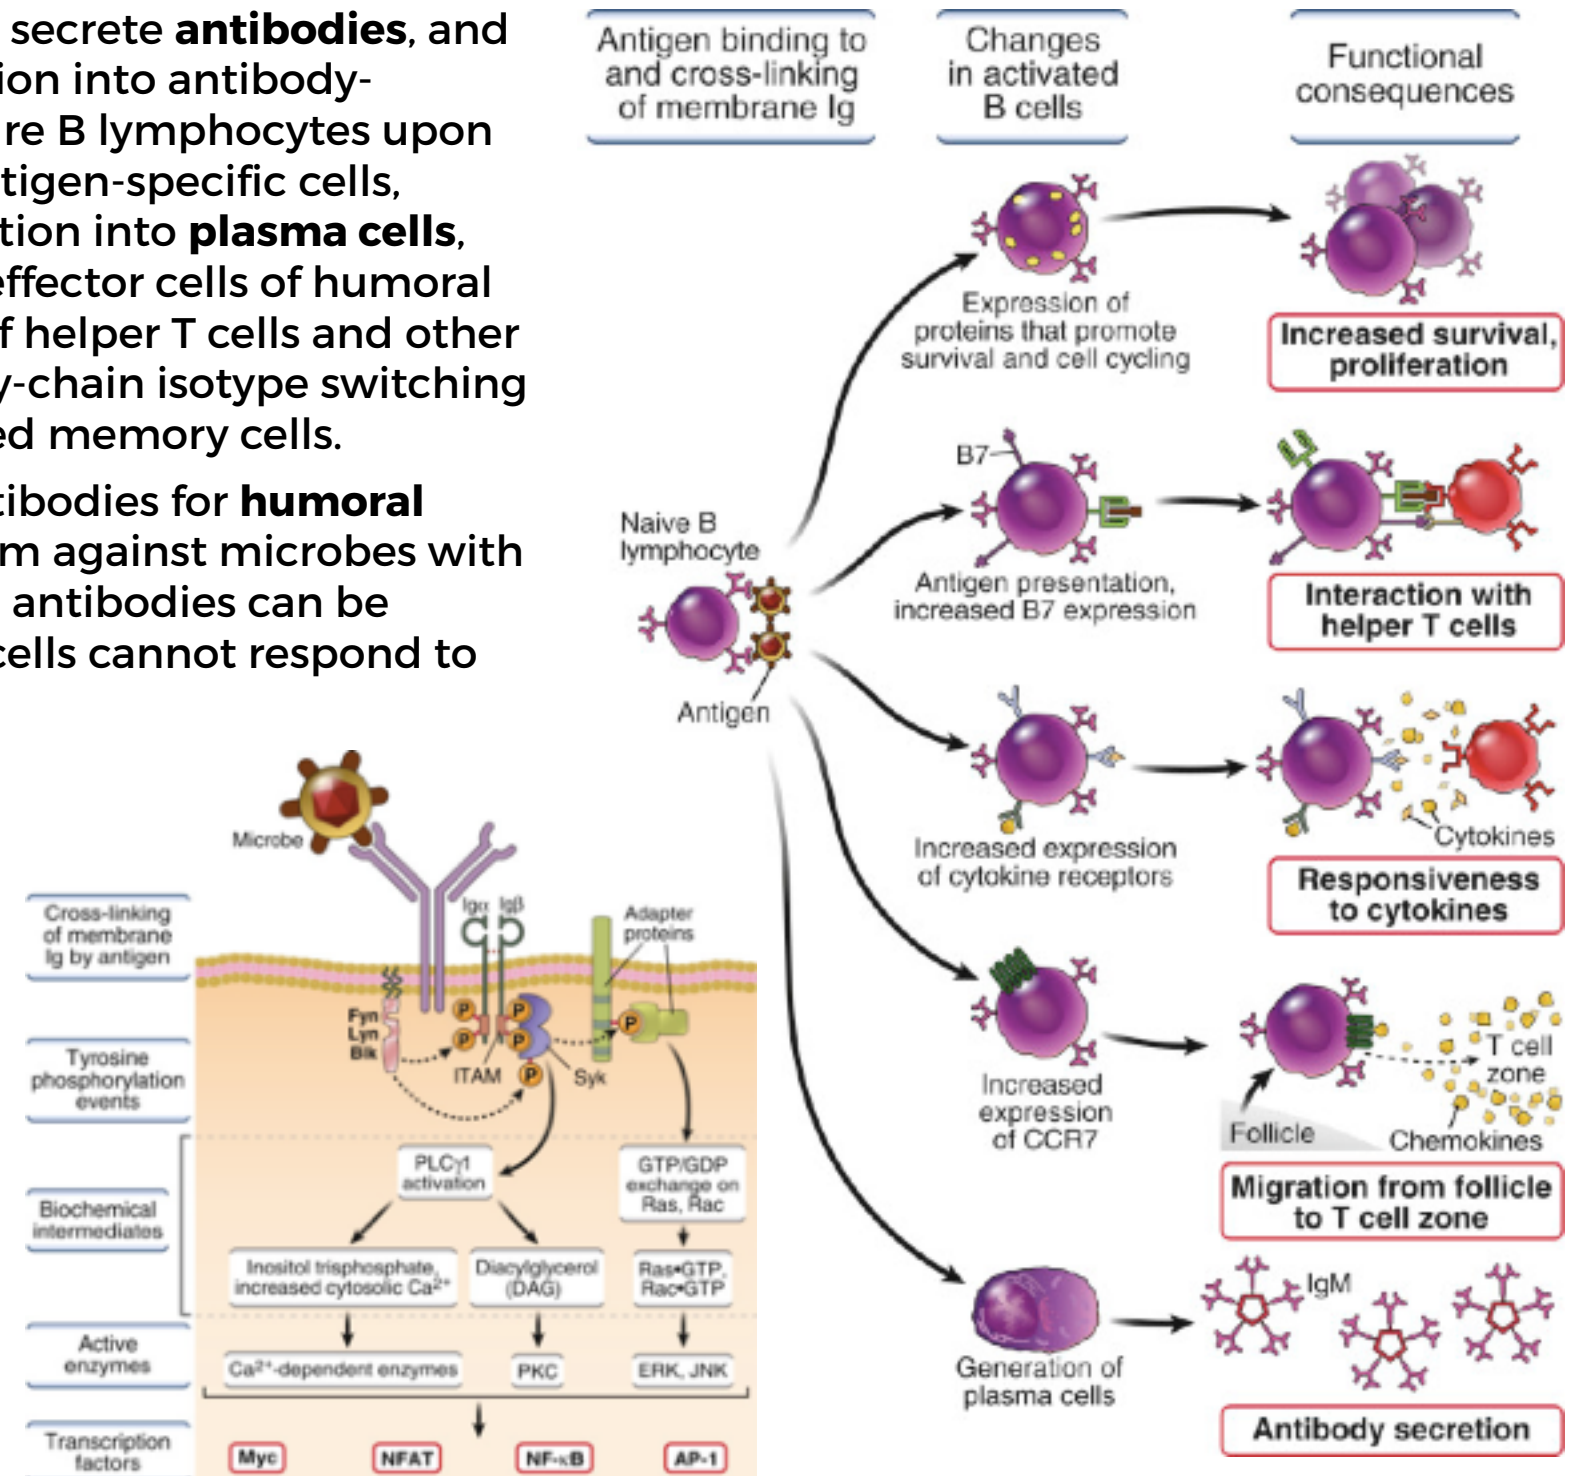 secrete antibodies, and
ion into antibody-
re B lymphocytes upon
tigen-specific cells,
tion into plasma cells,
effector cells of humoral
f helper T cells and other
y-chain isotype switching
ed memory cells.
tibodies for humoral
m against microbes with
antibodies can be
cells cannot respond to
Antigen binding to
and cross-linking
of membrane Ig
Changes
in activated
B cells
Functional
consequences
Naive B
lymphocyte
Antigen
Expression of
proteins that promote
survival and cell cycling
Increased survival,
proliferation
B7
Antigen presentation,
increased B7 expression
Interaction with
helper T cells
Increased expression
of cytokine receptors
Cytokines
Responsiveness
to cytokines
Increased
expression
of CCR7
T cell
zone
Follicle
Chemokines
Migration from follicle
to T cell zone
Generation of
plasma cells
IgM
Antibody secretion
Microbe
Cross-linking
of membrane
Ig by antigen
Igα Igβ
Adapter
proteins
Fyn
Lyn
Blk
P
P
P
P
P
P
ITAM
Syk
Tyrosine
phosphorylation
events
Biochemical
intermediates
PLCγ1
activation
GTP/GDP
exchange on
Ras, Rac
Inositol trisphosphate,
increased cytosolic Ca²⁺
Diacylglycerol
(DAG)
Ras•GTP,
Rac•GTP
Active
enzymes
Ca²⁺-dependent enzymes
PKC
ERK, JNK
Transcription
factors
Myc
NFAT
NF-κB
AP-1